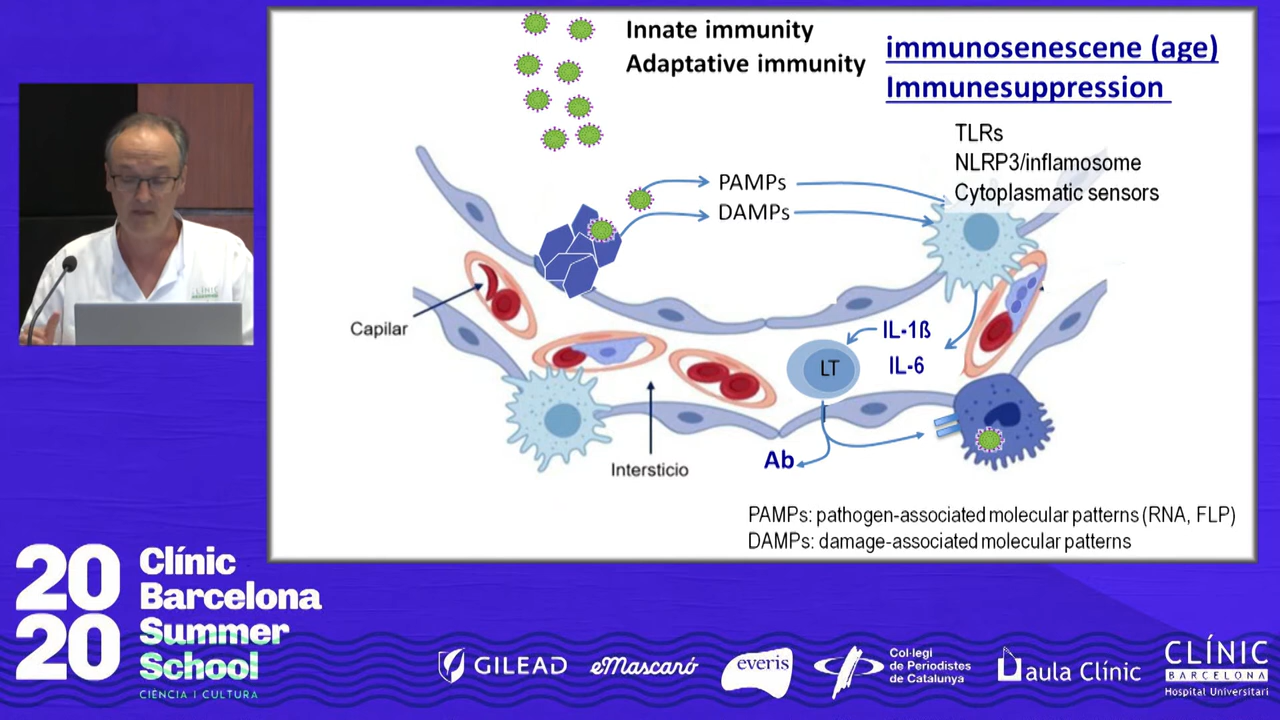 Innate immunity
Adaptative immunity
immunosenescene (age)
Immunesuppression
TLRs
NLRP3/inflamosome
Cytoplasmatic sensors
PAMPs
DAMPs
Capilar
IL-1ß
IL-6
LT
Intersticio
Ab
PAMPs: pathogen-associated molecular patterns (RNA, FLP)
DAMPs: damage-associated molecular patterns
CLÍNIC
2020
Clínic
Barcelona
Summer
School
CIÈNCIA I CULTURA
GILEAD
eMascaró
everis
Col·legi
de Periodistes
de Catalunya
aula Clínic
CLÍNIC
BARCELONA
Hospital Universitari